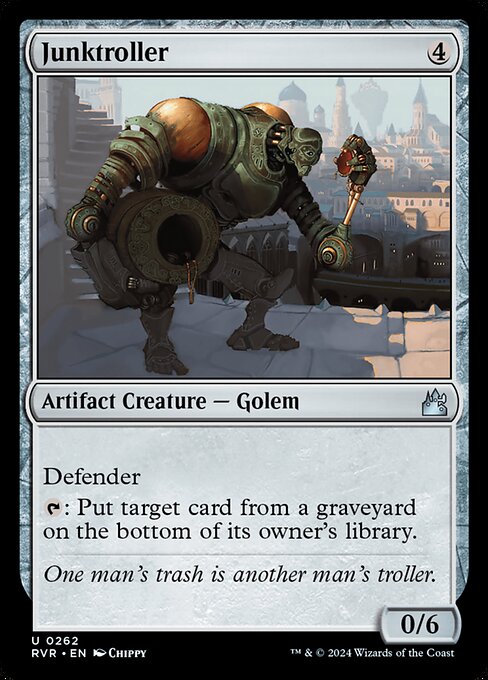 Junktroller 4
Artifact Creature — Golem
Defender
: Put target card from a graveyard
on the bottom of its owner's library.
One man's trash is another man's troller.
0/6
U 0262
RVR • EN Chippy
™ & © 2024 Wizards of the Coast